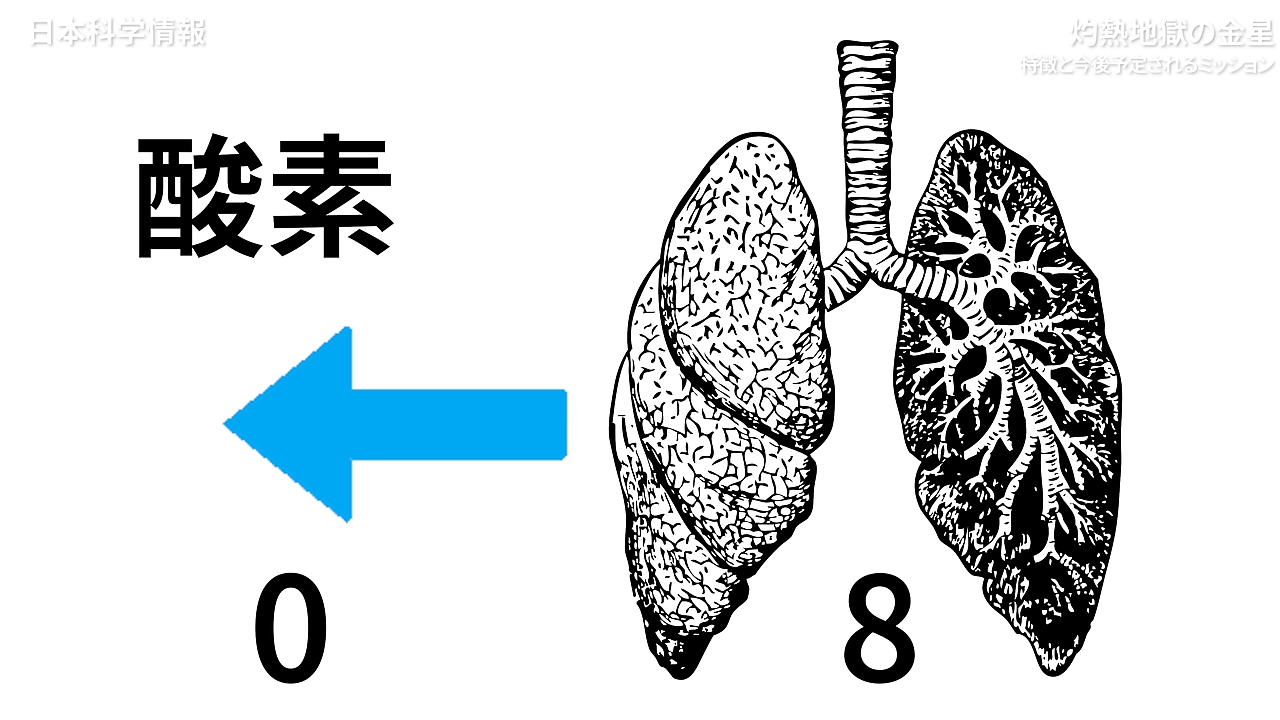 日本科学情報
灼熱地獄の金星
特徴と今後予定されるミッション
酸素
0
8